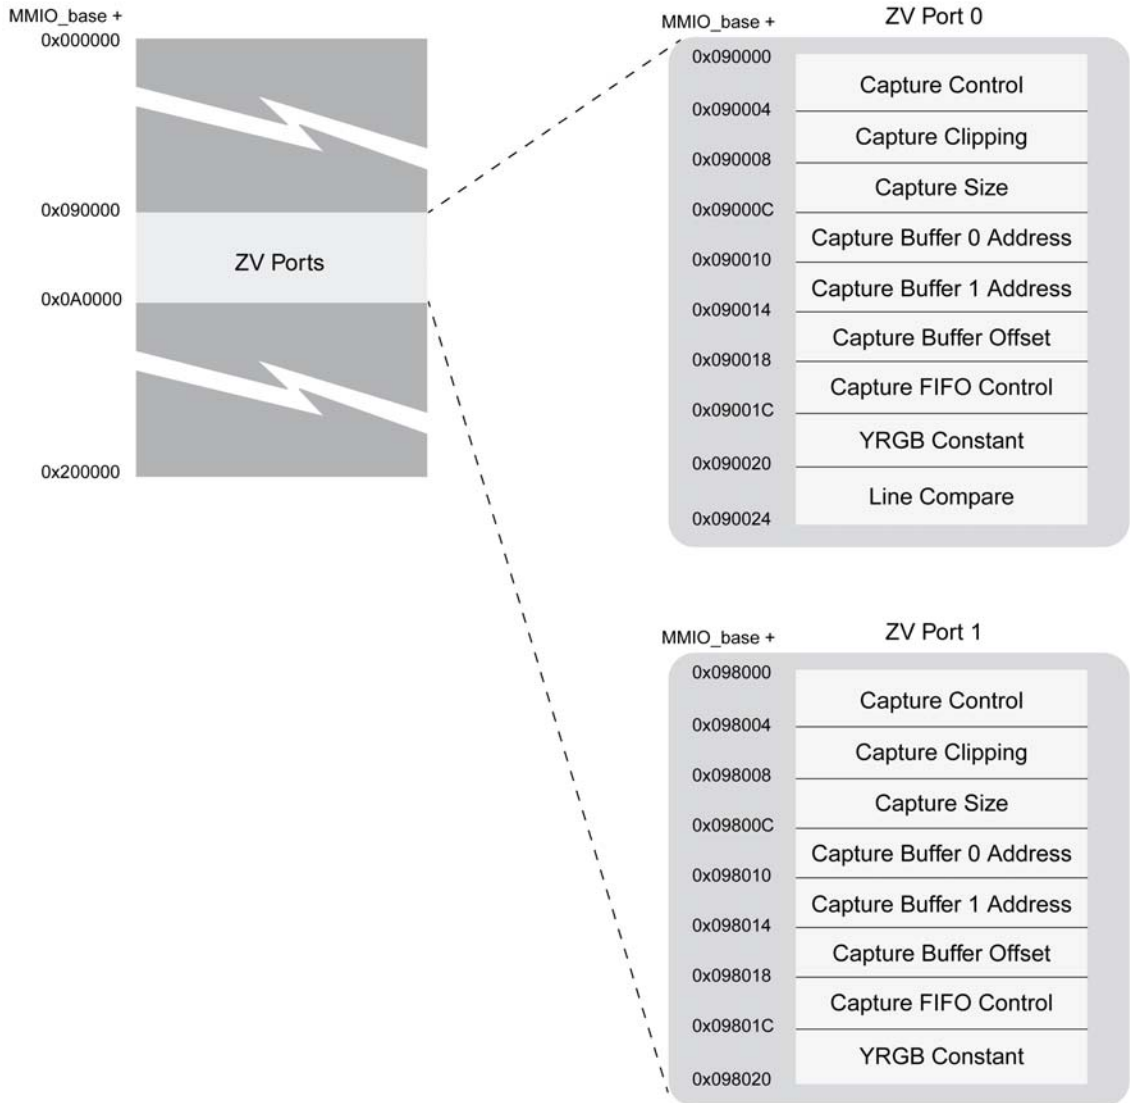 MMIO_base +
0x000000
0x090000
ZV Ports
0x0A0000
0x200000
ZV Port 0
MMIO_base +
0x090000
Capture Control
0x090004
Capture Clipping
0x090008
Capture Size
0x09000C
Capture Buffer 0 Address
0x090010
Capture Buffer 1 Address
0x090014
Capture Buffer Offset
0x090018
Capture FIFO Control
0x09001C
YRGB Constant
0x090020
Line Compare
0x090024
ZV Port 1
MMIO_base +
0x098000
Capture Control
0x098004
Capture Clipping
0x098008
Capture Size
0x09800C
Capture Buffer 0 Address
0x098010
Capture Buffer 1 Address
0x098014
Capture Buffer Offset
0x098018
Capture FIFO Control
0x09801C
YRGB Constant
0x098020